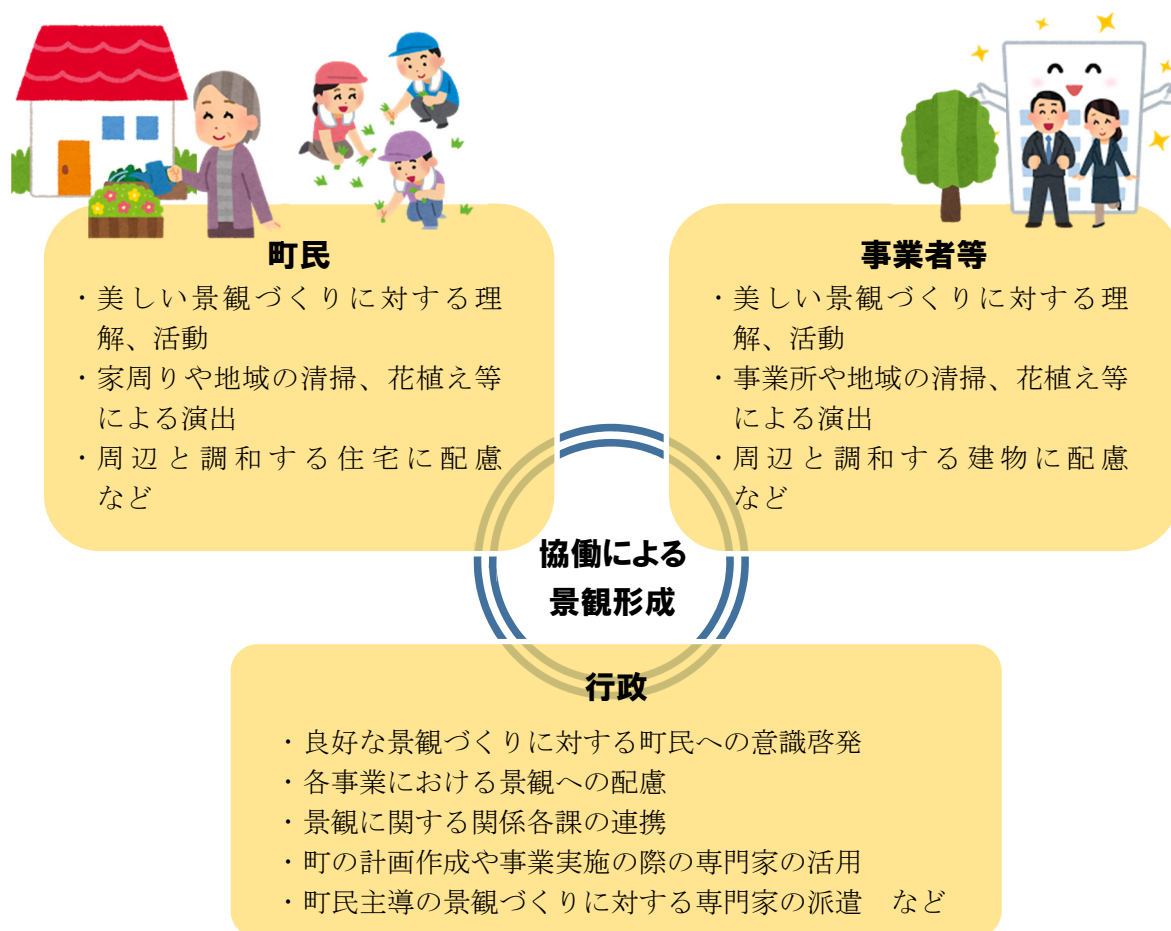 町民
・美しい景観づくりに対する理
解、活動
・家周りや地域の清掃、花植え等
による演出
・周辺と調和する住宅に配慮
など
事業者等
・美しい景観づくりに対する理
解、活動
・事業所や地域の清掃、花植え等
による演出
・周辺と調和する建物に配慮
など
協働による
景観形成
行政
・良好な景観づくりに対する町民への意識啓発
・各事業における景観への配慮
・景観に関する関係各課の連携
・町の計画作成や事業実施の際の専門家の活用
・町民主導の景観づくりに対する専門家の派遣　など